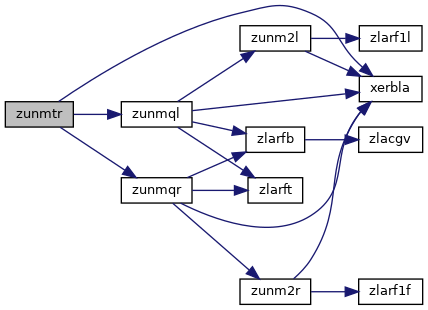 zunmtr
zunmql
zunmqr
zunm2l
xerbla
zlarfb
zlarft
zunm2r
zlarf1l
zlacgv
zlarf1f